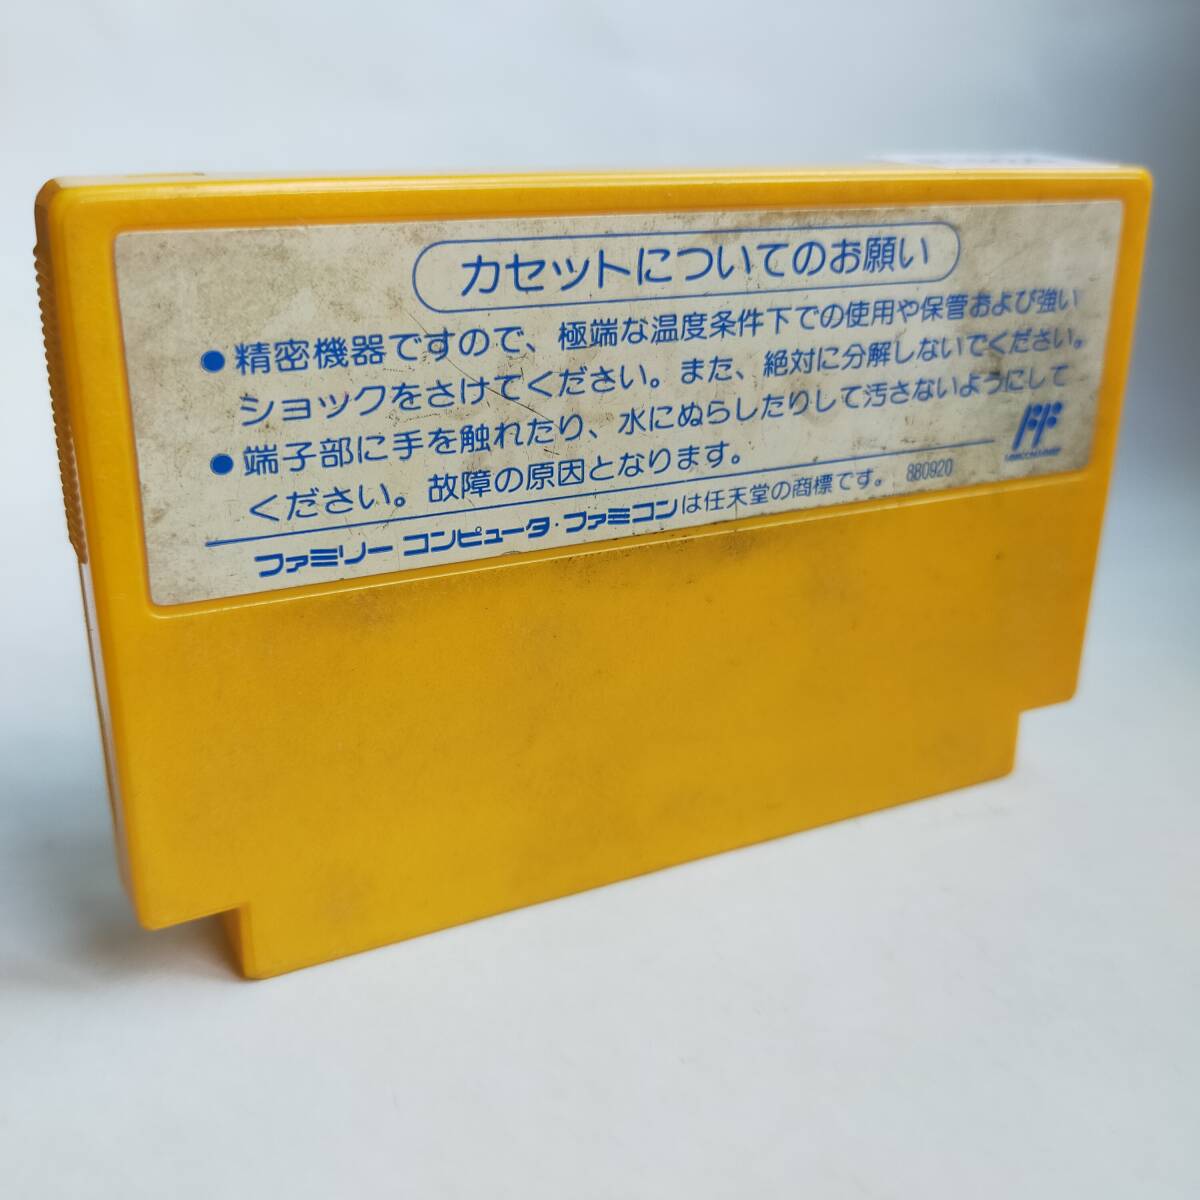 カセットについてのお願い
●精密機器ですので、極端な温度条件下での使用や保管および強い
ショックをさけてください。また、絶対に分解しないでください。
●端子部に手を触れたり、水にぬらしたりして汚さないようにして
ください。故障の原因となります。
ファミリー コンピュータ・ファミコンは任天堂の商標です。 880920